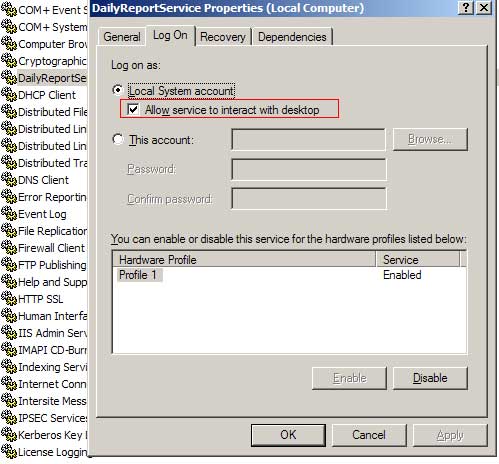 COM+ Event S
COM+ System
Computer Brow
Cryptographic
DailyReportSe
DHCP Client
Distributed File
Distributed Lin
Distributed Lin
Distributed Tra
DNS Client
Error Reporting
Event Log
File Replication
Firewall Client
FTP Publishing
Help and Supp
HTTP SSL
Human Interfa
IIS Admin Serv
IMAPI CD-Burn
Indexing Servic
Internet Conne
Intersite Messa
IPSEC Services
Kerberos Key D
License Logging
DailyReportService Properties (Local Computer)
General
Log On
Recovery
Dependencies
Log on as:
Local System account
Allow service to interact with desktop
This account:
Browse...
Password:
Confirm password:
You can enable or disable this service for the hardware profiles listed below:
Hardware Profile
Service
Profile 1
Enabled
Enable
Disable
OK
Cancel
Apply